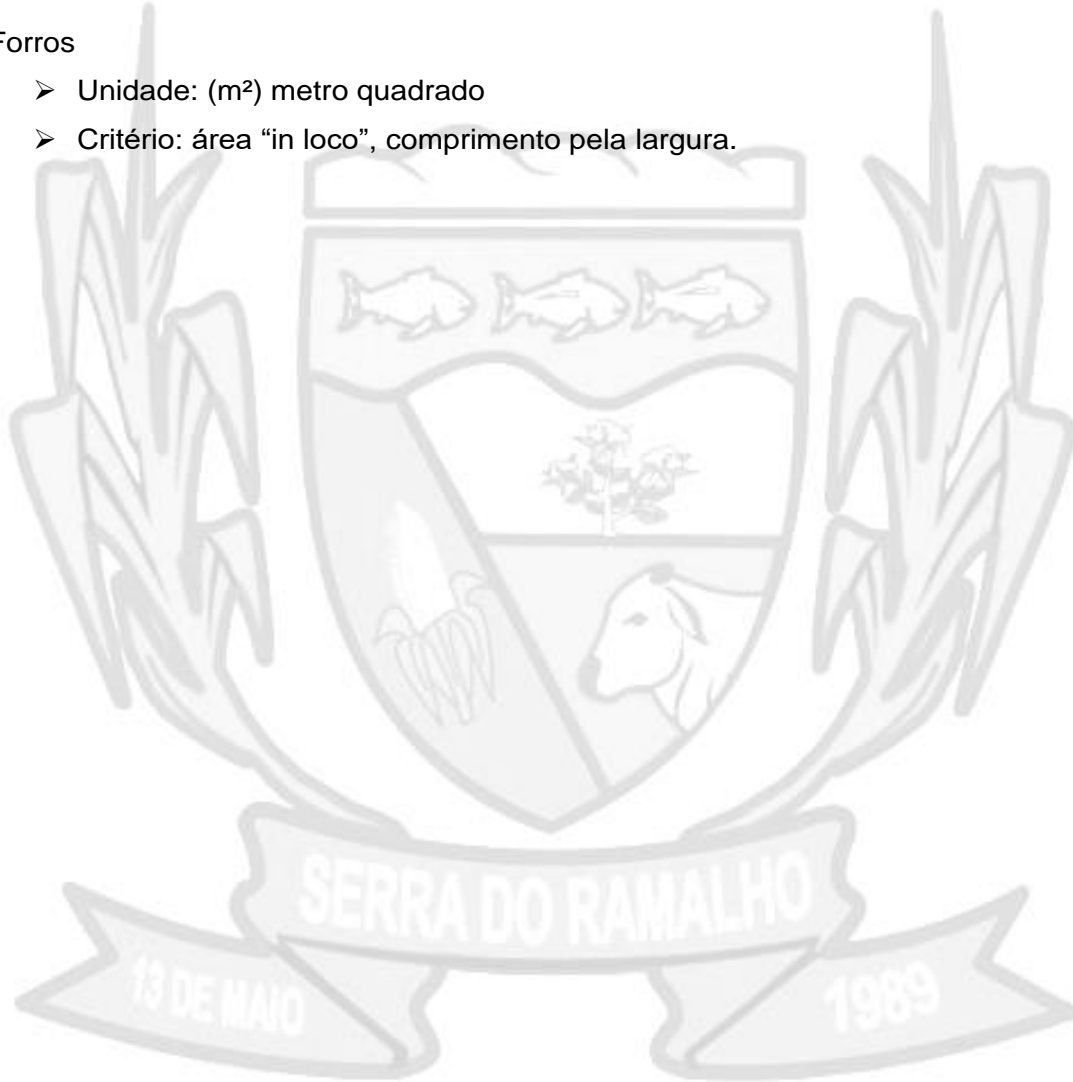 Forros
➢ Unidade: (m²) metro quadrado
➢ Critério: área “in loco”, comprimento pela largura.
SERRA DO RAMALHO
13 DE MAIO
1989